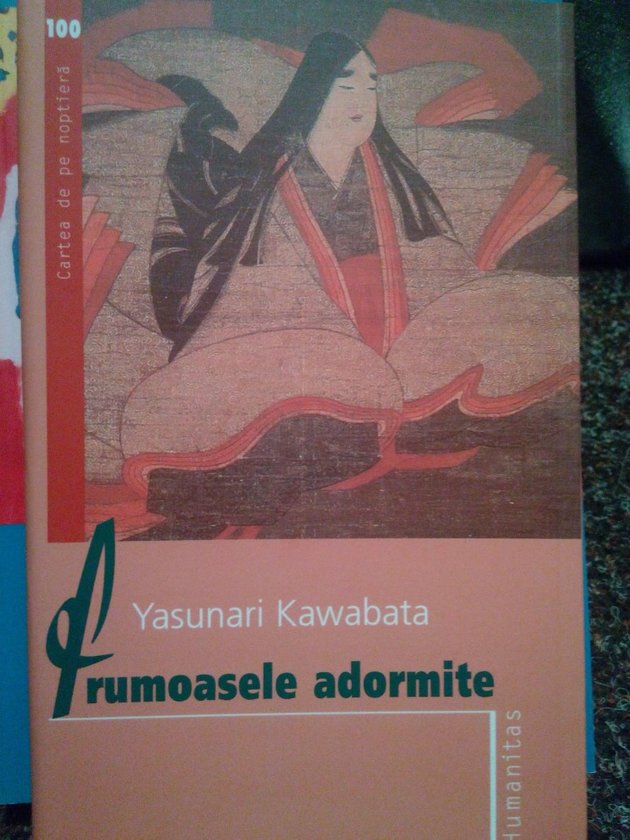 100
Cartea de pe noptieră
Yasunari Kawabata
Frumoasele adormite
Humanitas